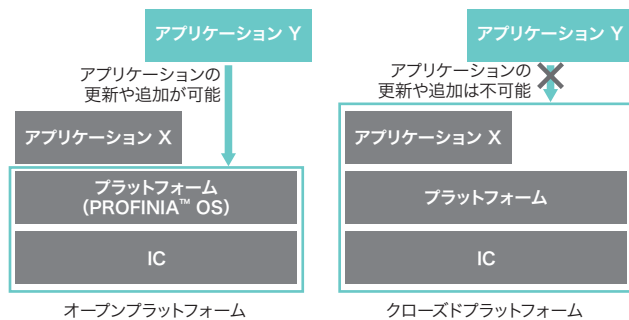 アプリケーション Y
アプリケーションの
更新や追加が可能
アプリケーション X
プラットフォーム
（PROFINIA™ OS）
IC
オープンプラットフォーム
アプリケーション Y
アプリケーションの
更新や追加は不可能
アプリケーション X
プラットフォーム
IC
クローズドプラットフォーム